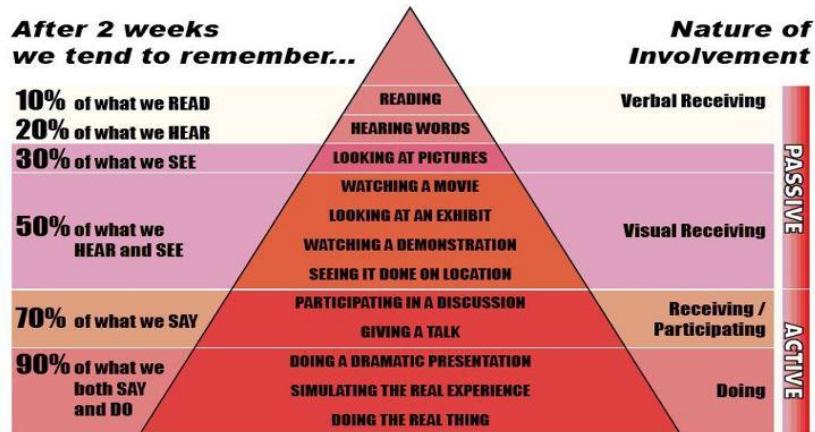 After 2 weeks
we tend to remember...
Nature of
Involvement
10% of what we READ
READING
Verbal Receiving
20% of what we HEAR
HEARING WORDS
30% of what we SEE
LOOKING AT PICTURES
WATCHING A MOVIE
LOOKING AT AN EXHIBIT
50% of what we
HEAR and SEE
WATCHING A DEMONSTRATION
SEEING IT DONE ON LOCATION
Visual Receiving
PASSIVE
70% of what we SAY
PARTICIPATING IN A DISCUSSION
GIVING A TALK
Receiving /
Participating
90% of what we
both SAY
and DO
DOING A DRAMATIC PRESENTATION
SIMULATING THE REAL EXPERIENCE
DOING THE REAL THING
Doing
ACTIVE